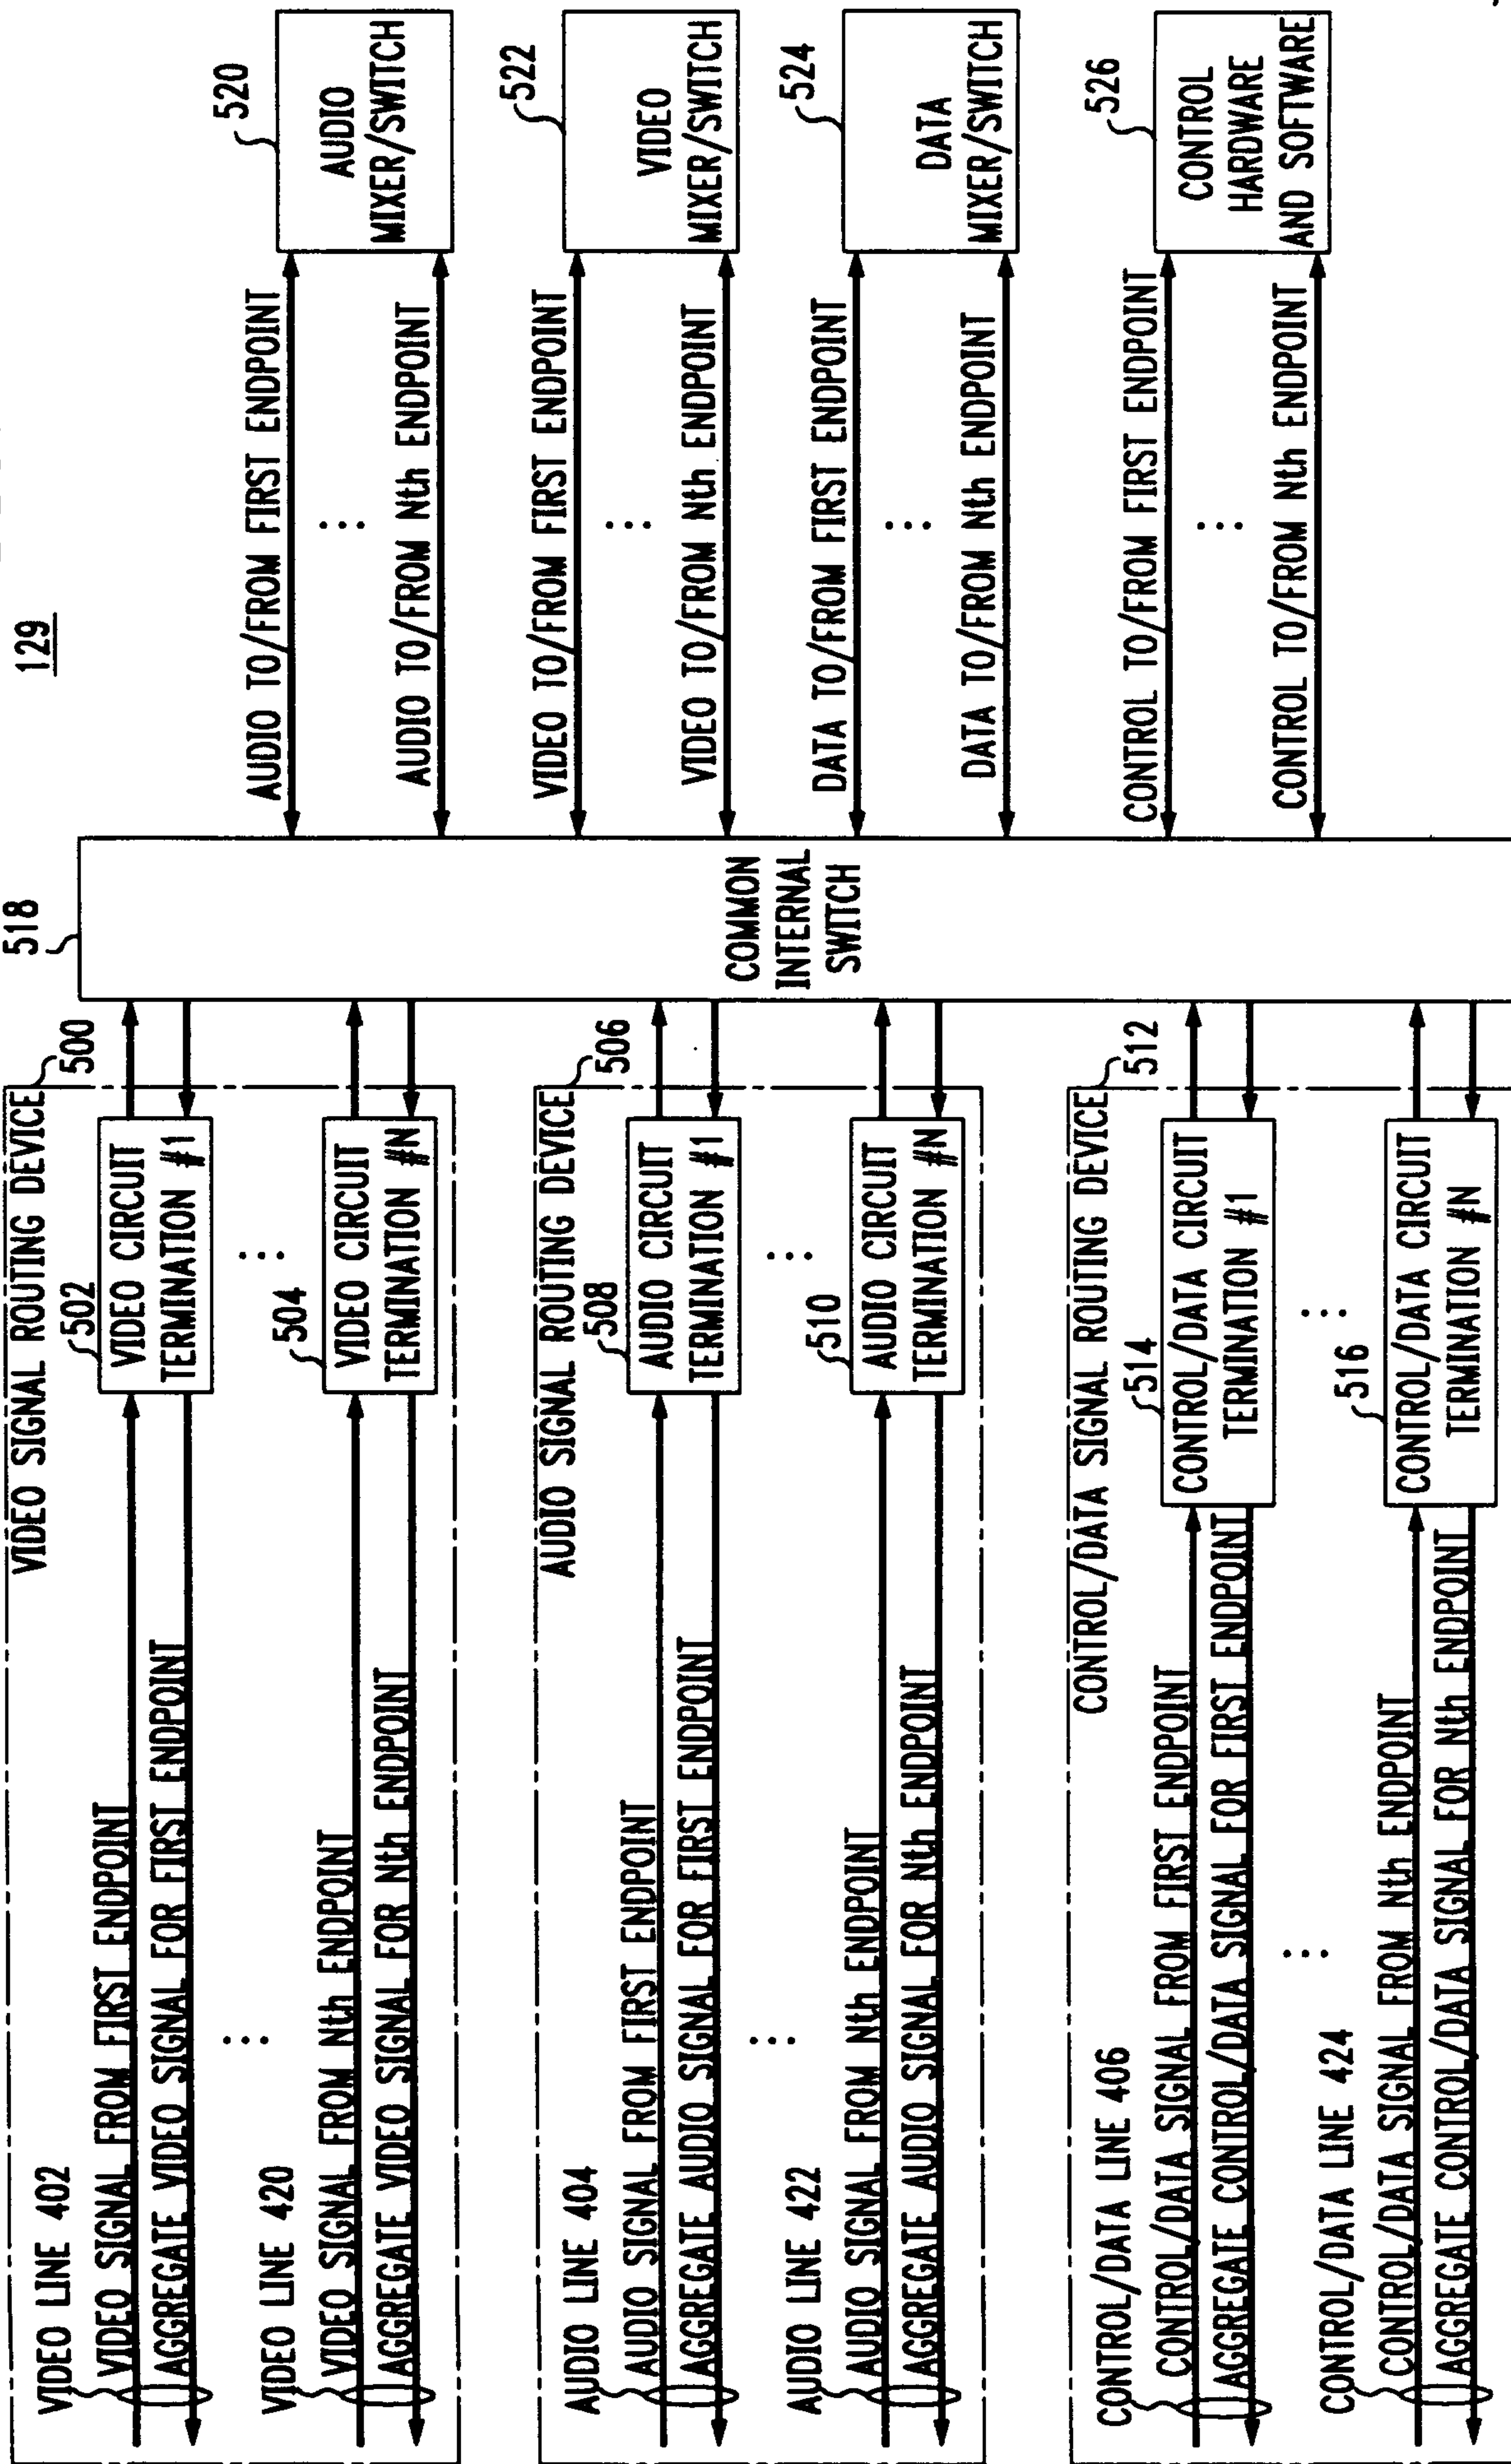 129
VIDEO SIGNAL ROUTING DEVICE
500
VIDEO LINE 402
VIDEO SIGNAL FROM FIRST ENDPOINT
AGGREGATE VIDEO SIGNAL FOR FIRST ENDPOINT
502
VIDEO CIRCUIT
TERMINATION #1
...
...
VIDEO LINE 420
VIDEO SIGNAL FROM Nth ENDPOINT
AGGREGATE VIDEO SIGNAL FOR Nth ENDPOINT
504
VIDEO CIRCUIT
TERMINATION #N
AUDIO SIGNAL ROUTING DEVICE
506
AUDIO LINE 404
AUDIO SIGNAL FROM FIRST ENDPOINT
AGGREGATE AUDIO SIGNAL FOR FIRST ENDPOINT
508
AUDIO CIRCUIT
TERMINATION #1
...
...
AUDIO LINE 422
AUDIO SIGNAL FROM Nth ENDPOINT
AGGREGATE AUDIO SIGNAL FOR Nth ENDPOINT
510
AUDIO CIRCUIT
TERMINATION #N
CONTROL/DATA SIGNAL ROUTING DEVICE
512
CONTROL/DATA LINE 406
CONTROL/DATA SIGNAL FROM FIRST ENDPOINT
AGGREGATE CONTROL/DATA SIGNAL FOR FIRST ENDPOINT
514
CONTROL/DATA CIRCUIT
TERMINATION #1
...
...
CONTROL/DATA LINE 424
CONTROL/DATA SIGNAL FROM Nth ENDPOINT
AGGREGATE CONTROL/DATA SIGNAL FOR Nth ENDPOINT
516
CONTROL/DATA CIRCUIT
TERMINATION #N
518
COMMON
INTERNAL
SWITCH
AUDIO TO/FROM FIRST ENDPOINT
...
AUDIO TO/FROM Nth ENDPOINT
520
AUDIO
MIXER/SWITCH
VIDEO TO/FROM FIRST ENDPOINT
...
VIDEO TO/FROM Nth ENDPOINT
522
VIDEO
MIXER/SWITCH
DATA TO/FROM FIRST ENDPOINT
...
DATA TO/FROM Nth ENDPOINT
524
DATA
MIXER/SWITCH
CONTROL TO/FROM FIRST ENDPOINT
...
CONTROL TO/FROM Nth ENDPOINT
526
CONTROL
HARDWARE
AND SOFTWARE